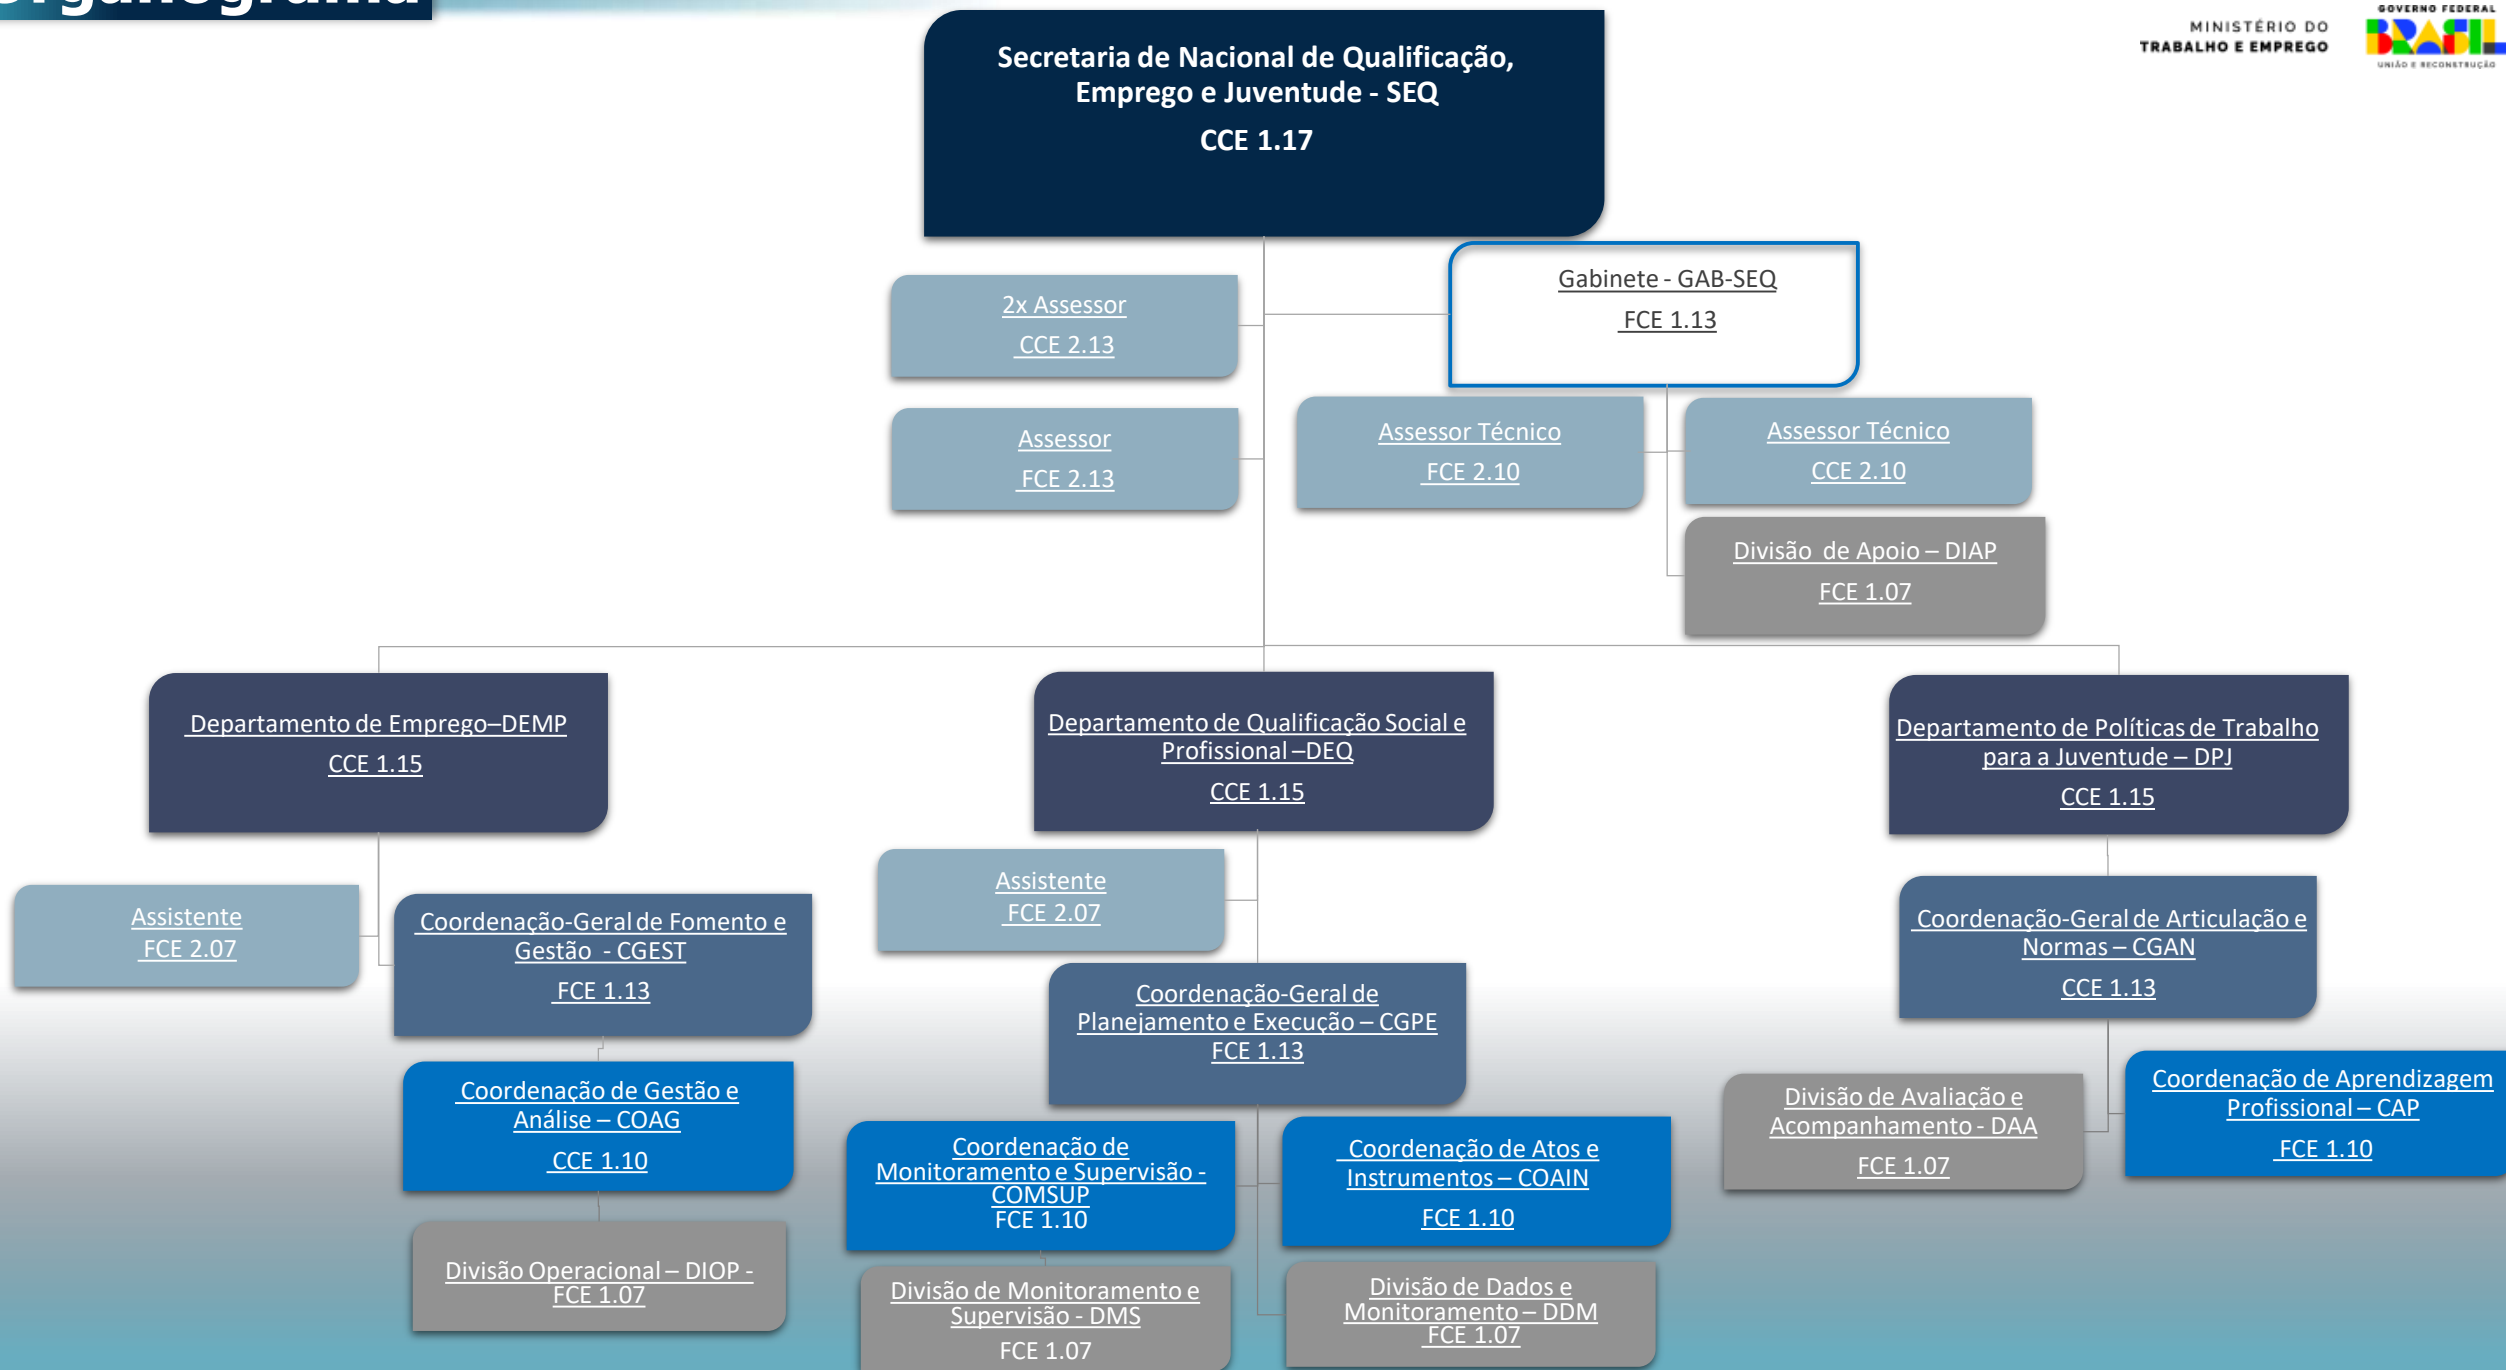 organograma
MINISTÉRIO DO
TRABALHO E EMPREGO
GOVERNO FEDERAL
BRASIL
UNIÃO E RECONSTRUÇÃO
Secretaria de Nacional de Qualificação,
Emprego e Juventude - SEQ
CCE 1.17
Gabinete - GAB-SEQ
FCE 1.13
2x Assessor
CCE 2.13
Assessor
FCE 2.13
Assessor Técnico
FCE 2.10
Assessor Técnico
CCE 2.10
Divisão de Apoio – DIAP
FCE 1.07
Departamento de Emprego–DEMP
CCE 1.15
Departamento de Qualificação Social e
Profissional –DEQ
CCE 1.15
Departamento de Políticas de Trabalho
para a Juventude – DPJ
CCE 1.15
Assistente
FCE 2.07
Coordenação-Geral de Fomento e
Gestão - CGEST
FCE 1.13
Assistente
FCE 2.07
Coordenação-Geral de
Planejamento e Execução – CGPE
FCE 1.13
Coordenação-Geral de Articulação e
Normas – CGAN
CCE 1.13
Coordenação de Gestão e
Análise – COAG
CCE 1.10
Coordenação de
Monitoramento e Supervisão -
COMSUP
FCE 1.10
Coordenação de Atos e
Instrumentos – COAIN
FCE 1.10
Divisão de Avaliação e
Acompanhamento - DAA
FCE 1.07
Coordenação de Aprendizagem
Profissional – CAP
FCE 1.10
Divisão Operacional – DIOP -
FCE 1.07
Divisão de Monitoramento e
Supervisão - DMS
FCE 1.07
Divisão de Dados e
Monitoramento – DDM
FCE 1.07